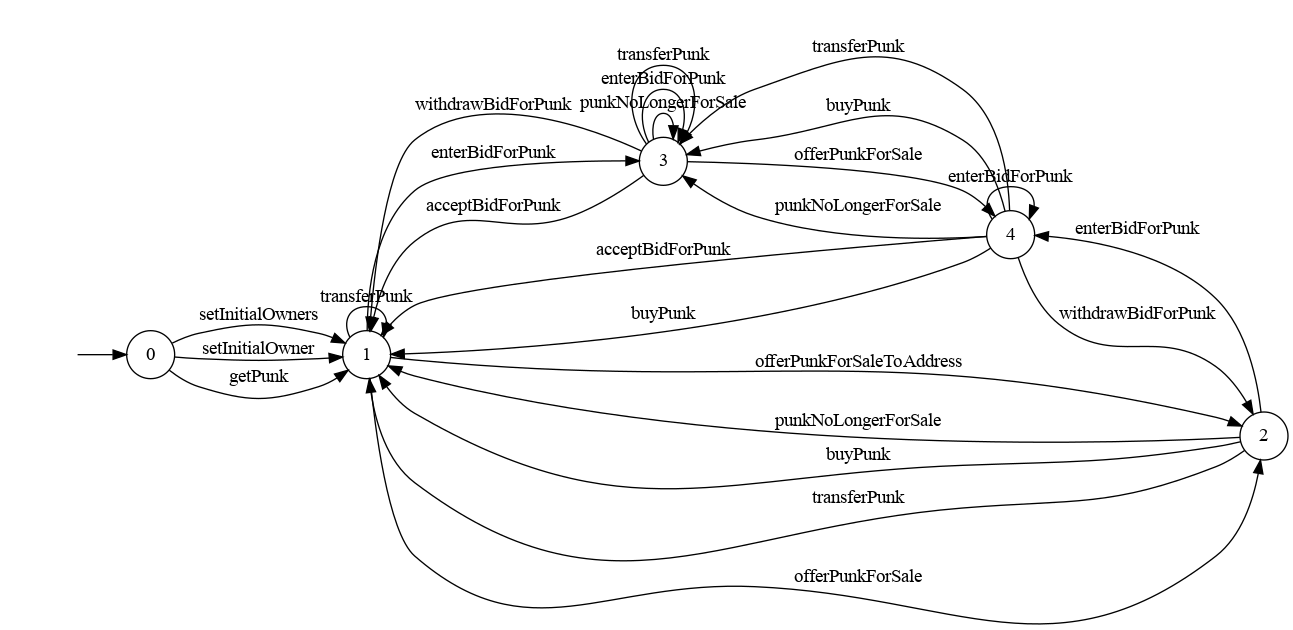 transferPunk
transferPunk
enterBidForPunk
withdrawBidForPunk
punkNoLongerForSale
buyPunk
enterBidForPunk
3
offerPunkForSale
enterBidForPunk
acceptBidForPunk
punkNoLongerForSale
4
enterBidForPunk
acceptBidForPunk
transferPunk
setInitialOwners
buyPunk
withdrawBidForPunk
0
setInitialOwner
1
offerPunkForSaleToAddress
getPunk
punkNoLongerForSale
2
buyPunk
transferPunk
offerPunkForSale